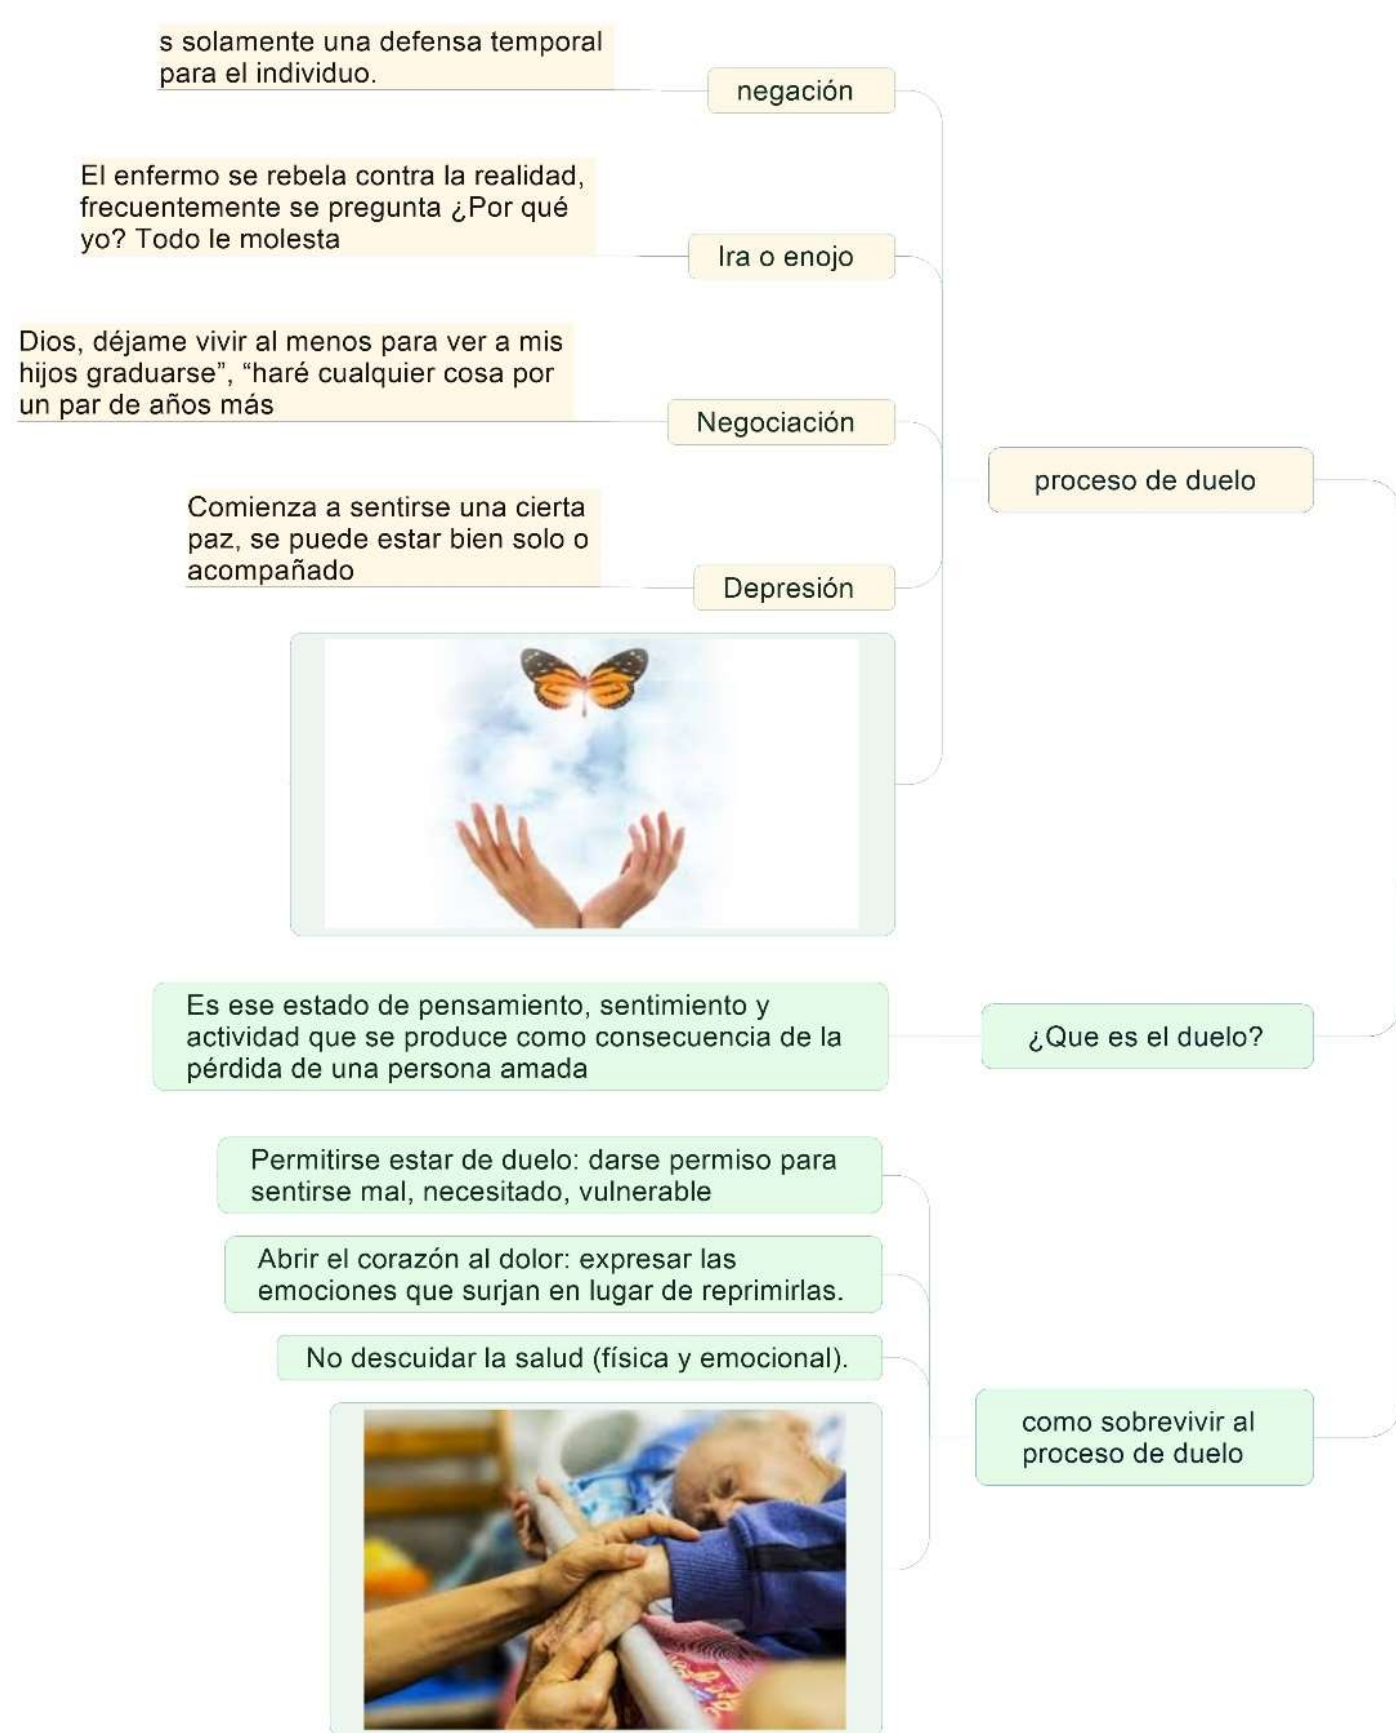 s solamente una defensa temporal
para el individuo.
negación
El enfermo se rebela contra la realidad,
frecuentemente se pregunta ¿Por qué
yo? Todo le molesta
Ira o enojo
Dios, déjame vivir al menos para ver a mis
hijos graduarse”, “haré cualquier cosa por
un par de años más
Negociación
proceso de duelo
Comienza a sentirse una cierta
paz, se puede estar bien solo o
acompañado
Depresión
Es ese estado de pensamiento, sentimiento y
actividad que se produce como consecuencia de la
pérdida de una persona amada
¿Que es el duelo?
Permitirse estar de duelo: darse permiso para
sentirse mal, necesitado, vulnerable
Abrir el corazón al dolor: expresar las
emociones que surjan en lugar de reprimirlas.
No descuidar la salud (física y emocional).
como sobrevivir al
proceso de duelo